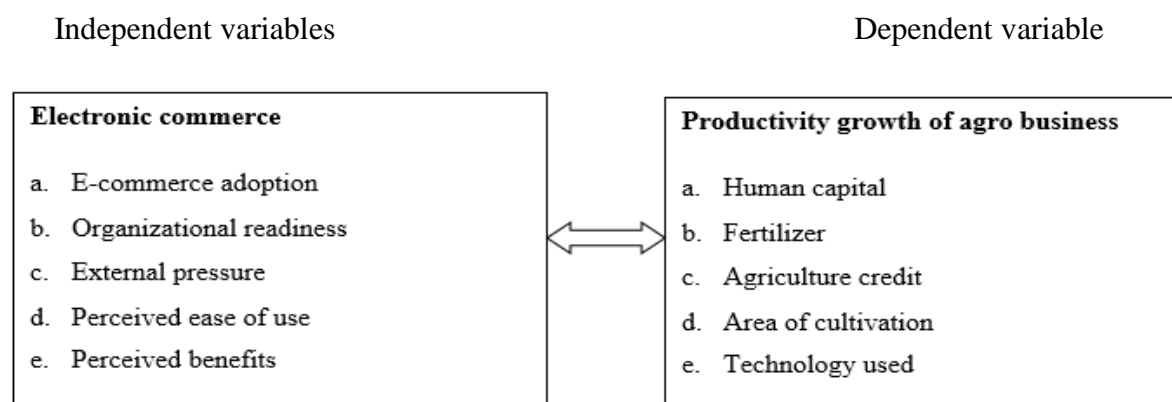 Independent variables
Dependent variable
Electronic commerce
a. E-commerce adoption
b. Organizational readiness
c. External pressure
d. Perceived ease of use
e. Perceived benefits
Productivity growth of agro business
a. Human capital
b. Fertilizer
c. Agriculture credit
d. Area of cultivation
e. Technology used